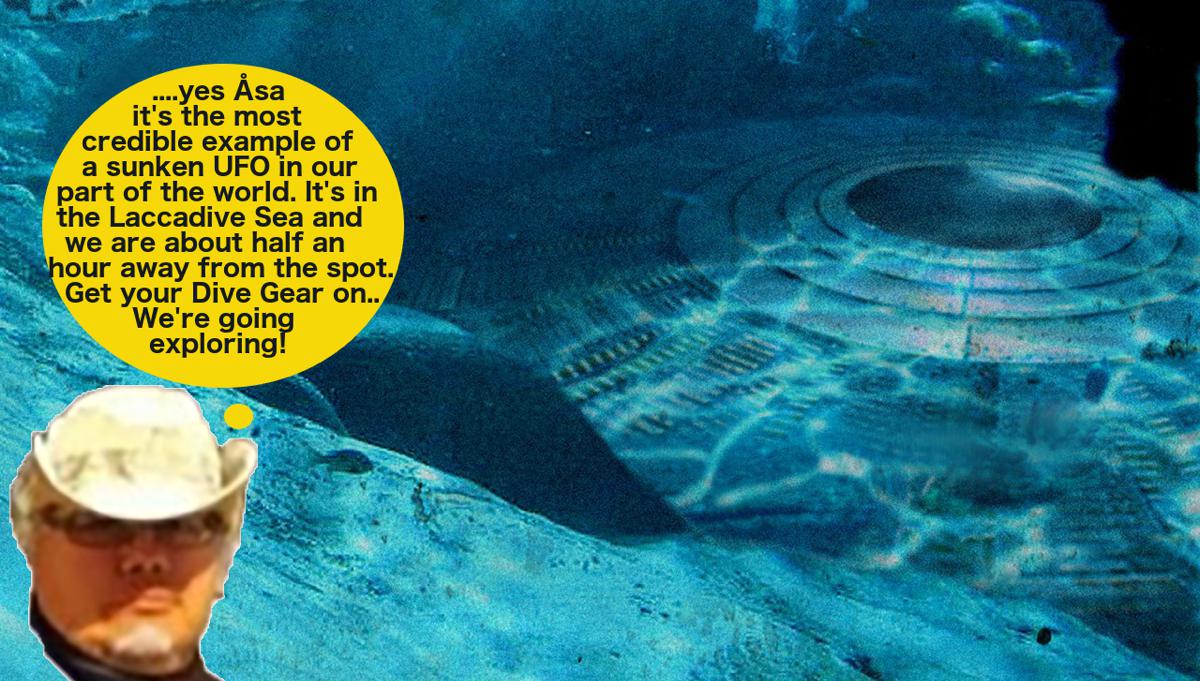 ....yes Åsa
it's the most
credible example of
a sunken UFO in our
part of the world. It's in
the Laccadive Sea and
we are about half an
hour away from the spot.
Get your Dive Gear on..
We're going
exploring!